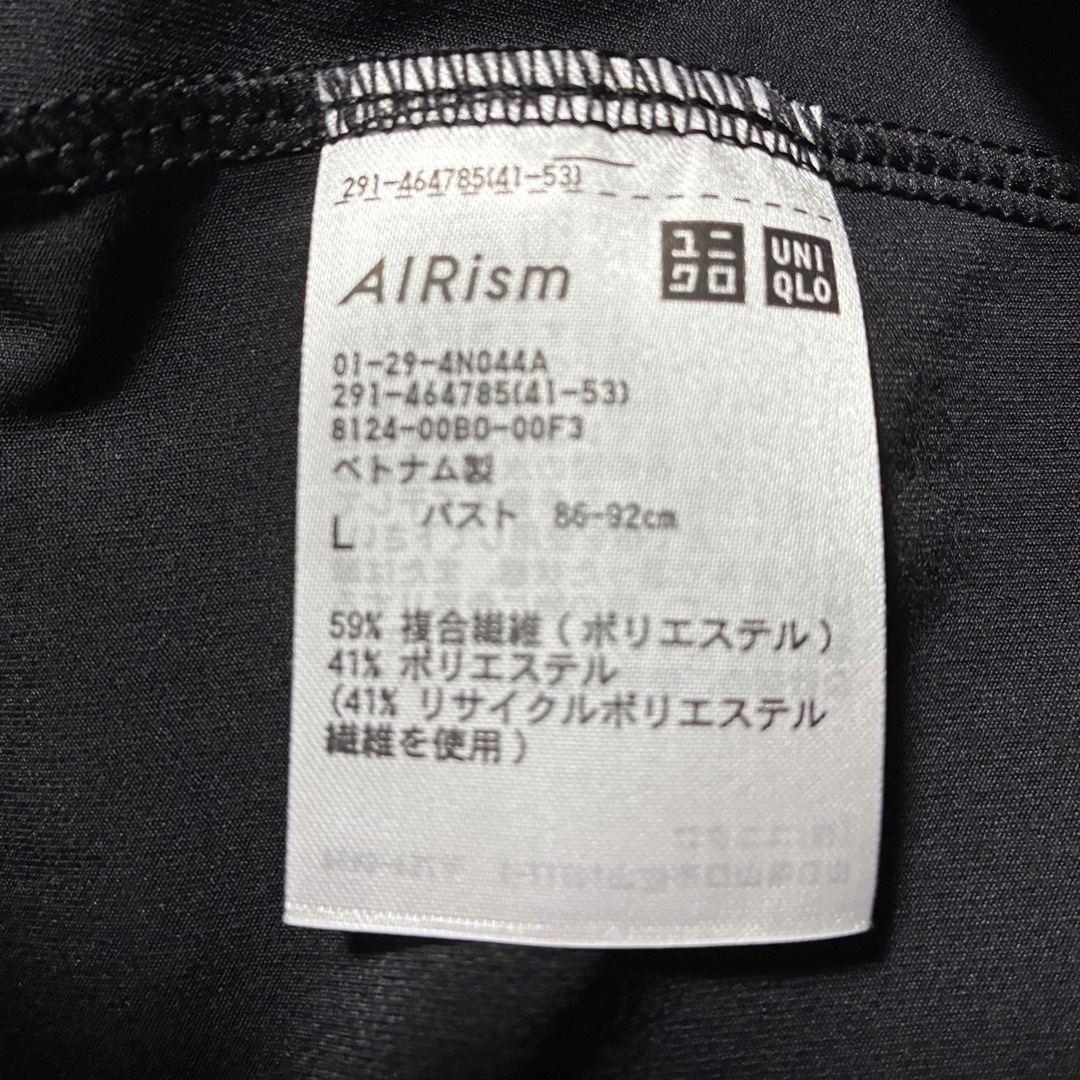 291-464785(41-53)
AIRism
ユニ
クロ
UNI
QLO
01-29-4N044A
291-464785(41-53)
8124-00B0-00F3
ベトナム製
L バスト 86-92cm
59% 複合繊維(ポリエステル)
41% ポリエステル
(41% リサイクルポリエステル
繊維を使用)